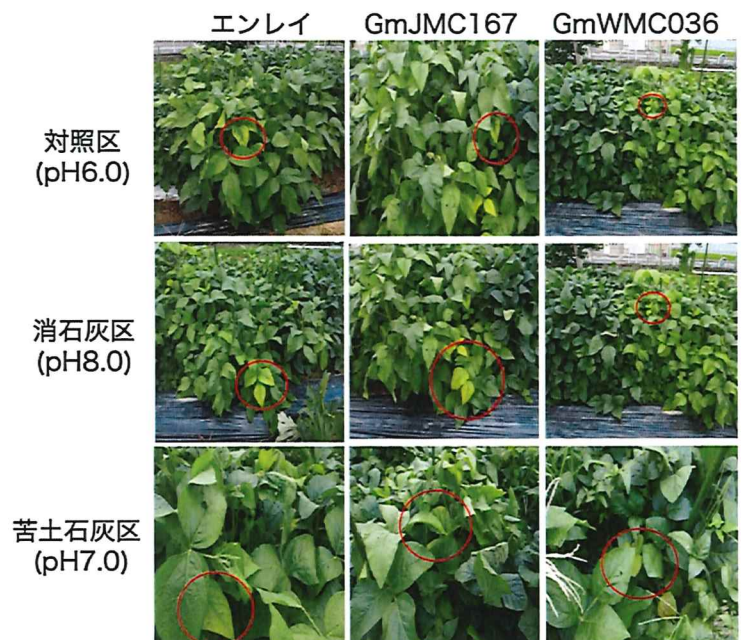 エンレイ
GmJMC167
GmWMC036
対照区
(pH6.0)
消石灰区
(pH8.0)
苦土石灰区
(pH7.0)